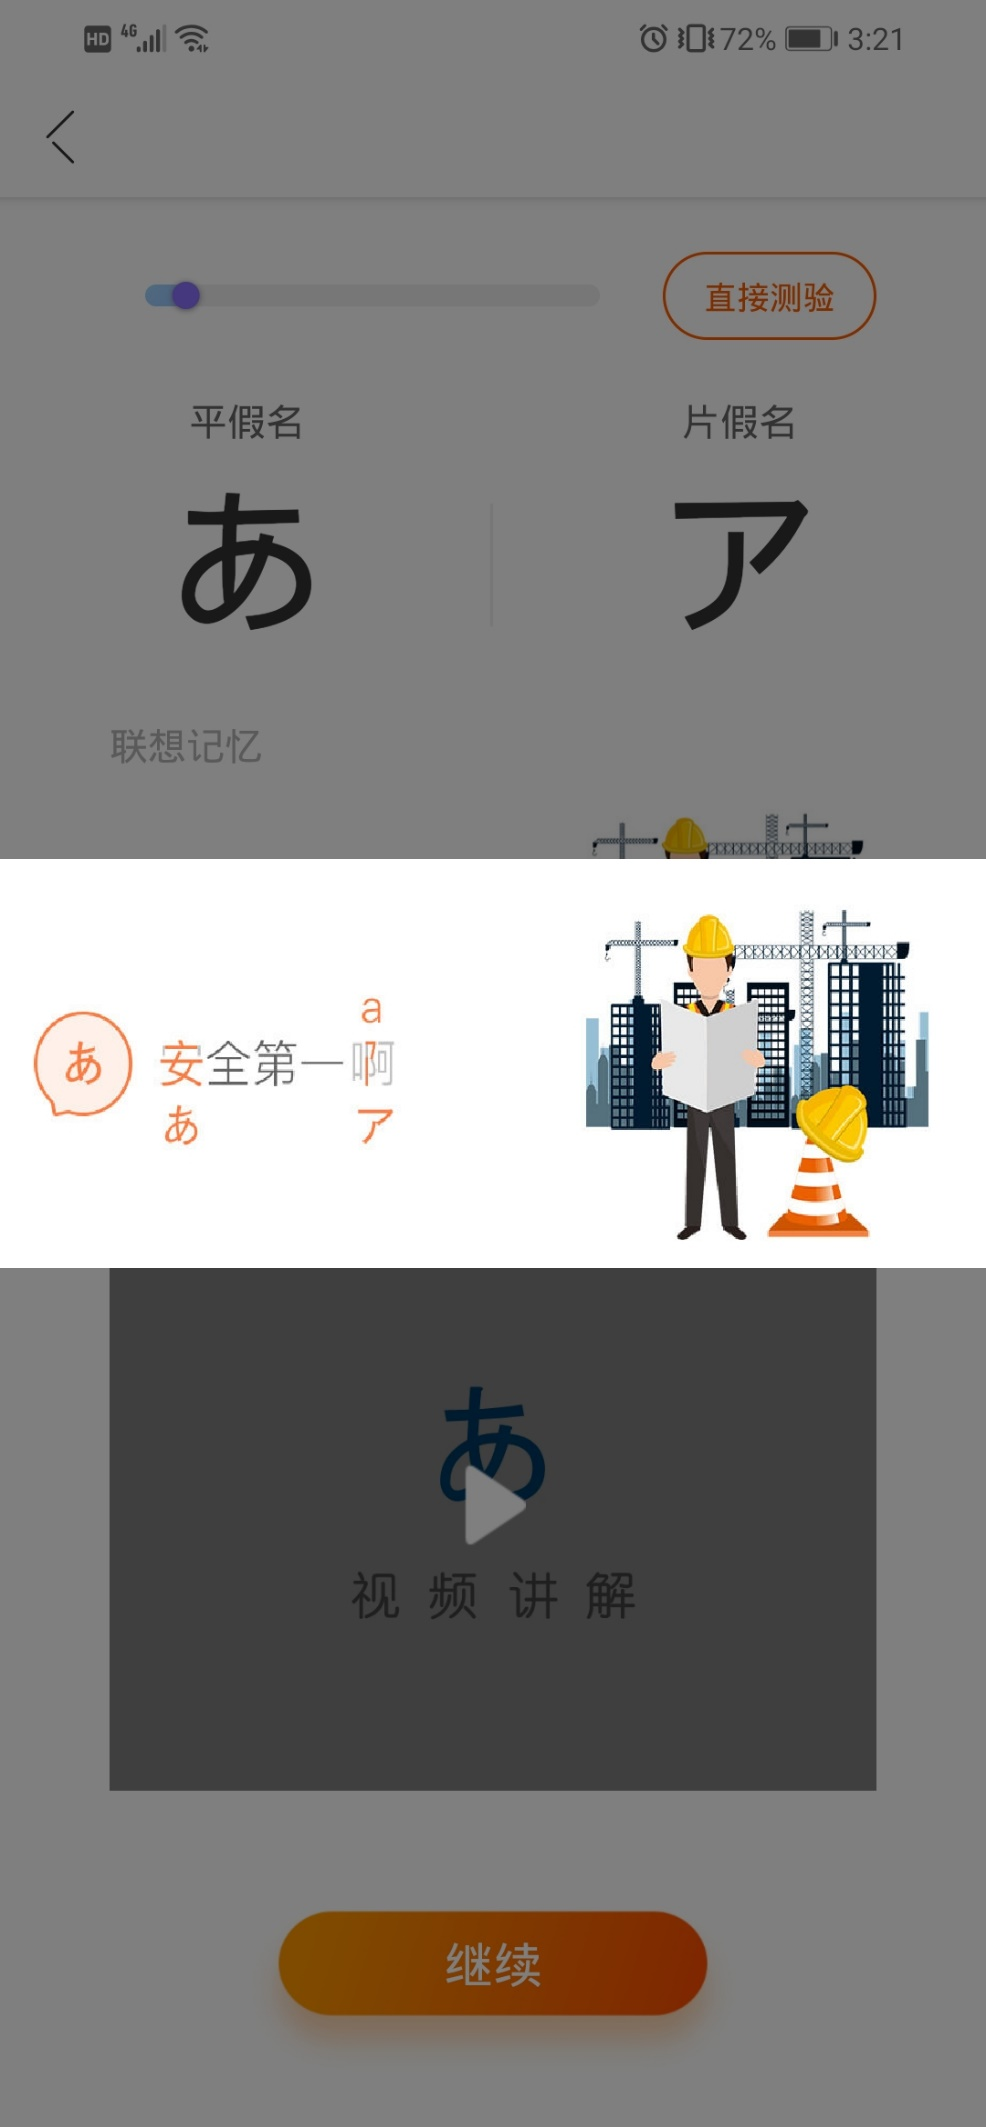 HD 4G 72% 3:21
直接测验
平假名 片假名
あ ア
联想记忆
a
あ 安全第一啊
あ ア
あ
视频讲解
继续